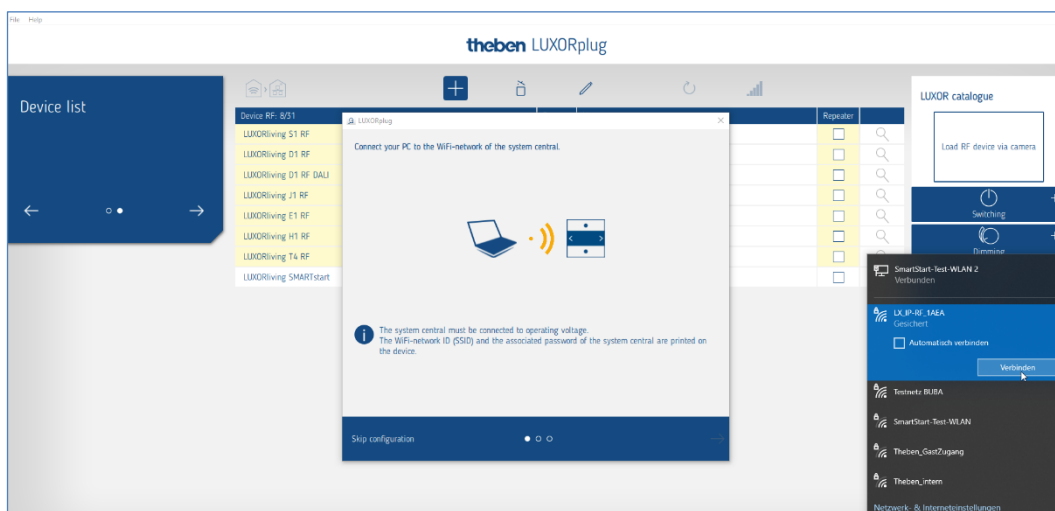 File Help
theben LUXORplug
Device list
Device RF: 8/31
Repeater
LUXORliving S1 RF
LUXORliving D1 RF
LUXORliving D1 RF DALI
LUXORliving J1 RF
LUXORliving E1 RF
LUXORliving H1 RF
LUXORliving T4 RF
LUXORliving SMARTstart
LUXORplug
Connect your PC to the WiFi-network of the system central.
The system central must be connected to operating voltage.
The WiFi-network ID (SSID) and the associated password of the system central are printed on
the device.
Skip configuration
LUXOR catalogue
Load RF device via camera
Switching
Dimming
SmartStart-Test-WLAN 2
Verbunden
LX_IP-RF_1AEA
Gesichert
Automatisch verbinden
Verbinden
Testnetz BUBA
SmartStart-Test-WLAN
Theben_GastZugang
Theben_intern
Netzwerk- & Interneteinstellungen